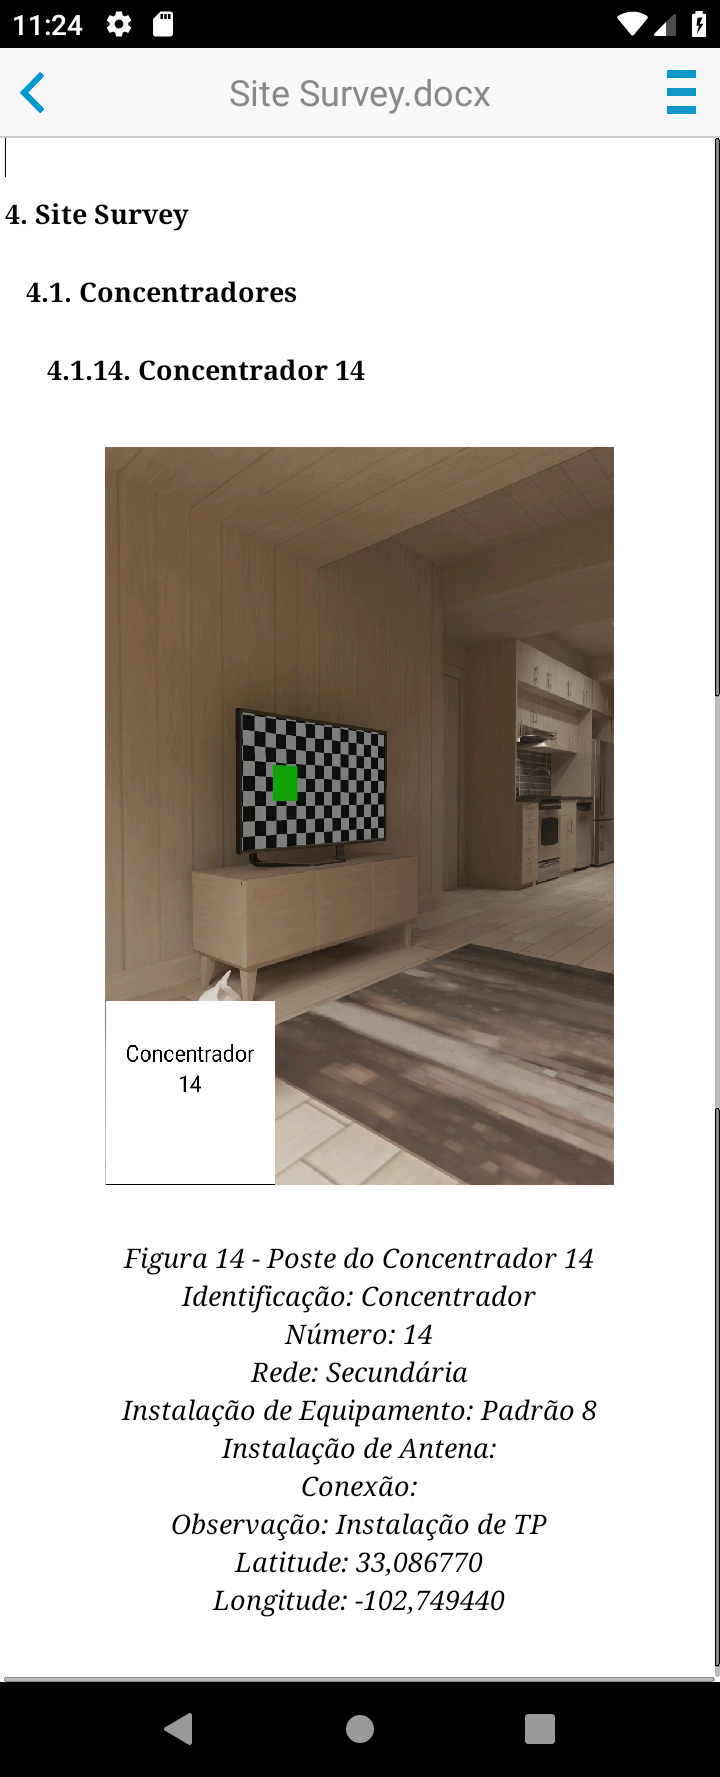 11:24
Site Survey.docx
4. Site Survey
4.1. Concentradores
4.1.14. Concentrador 14
Concentrador
14
Figura 14 - Poste do Concentrador 14
Identificação: Concentrador
Número: 14
Rede: Secundária
Instalação de Equipamento: Padrão 8
Instalação de Antena:
Conexão:
Observação: Instalação de TP
Latitude: 33,086770
Longitude: -102,749440